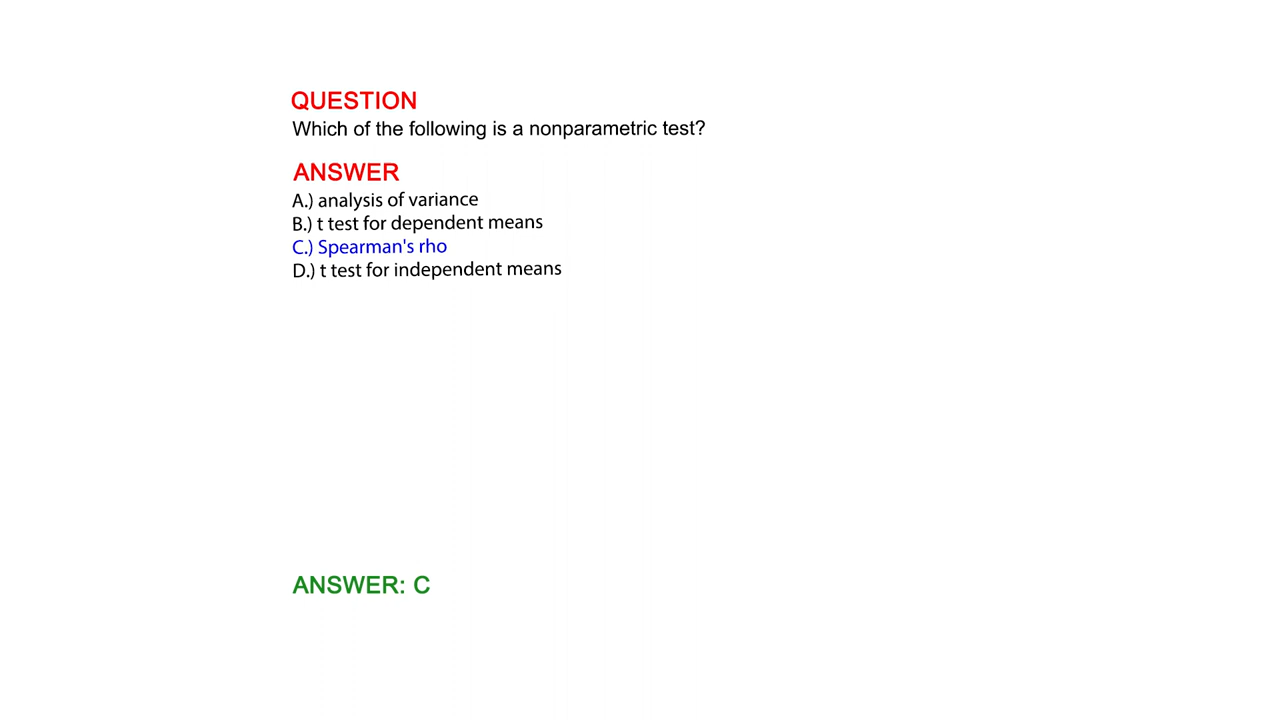 QUESTION
Which of the following is a nonparametric test?
ANSWER
A.) analysis of variance
B.) t test for dependent means
C.) Spearman's rho
D.) t test for independent means
ANSWER: C